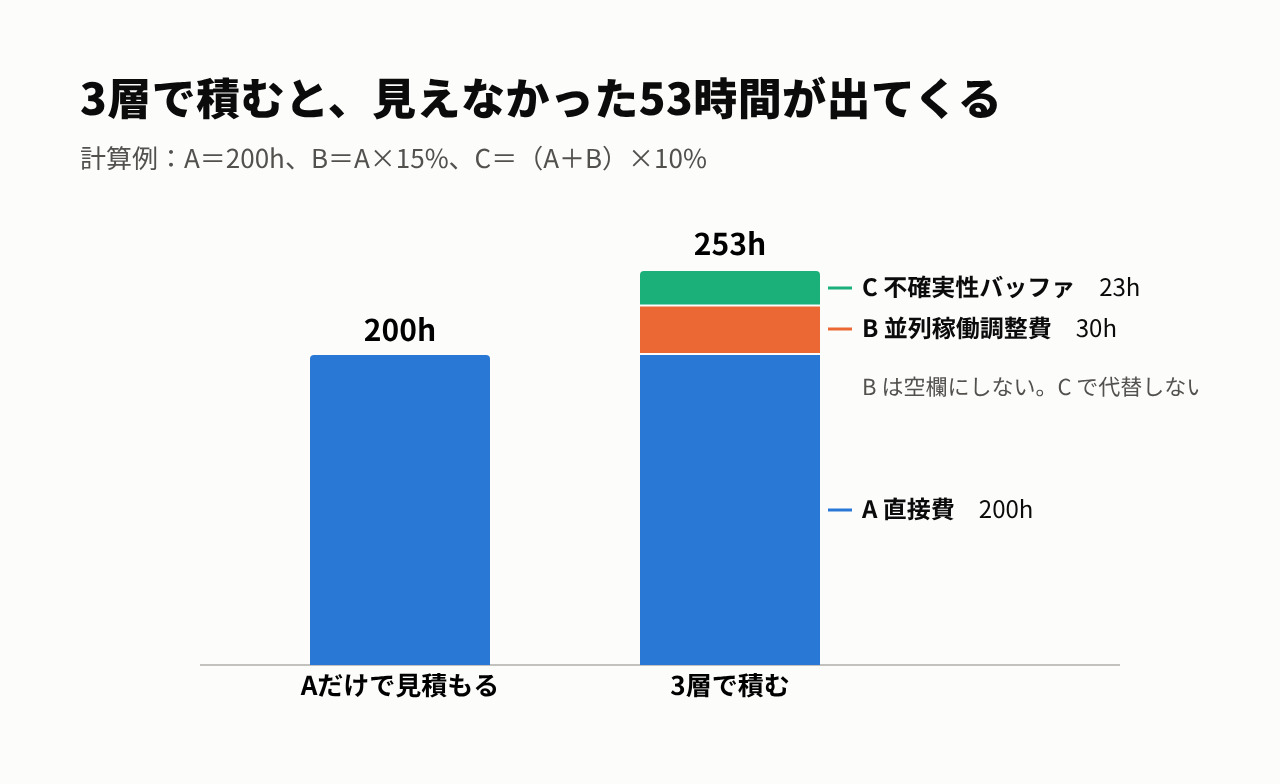 3層で積むと、見えなかった53時間が出てくる
計算例：A＝200h、B＝A×15%、C＝（A＋B）×10%
253h
200h
C 不確実性バッファ 23h
B 並列稼働調整費 30h
B は空欄にしない。C で代替しない
A 直接費 200h
Aだけで見積もる
3層で積む